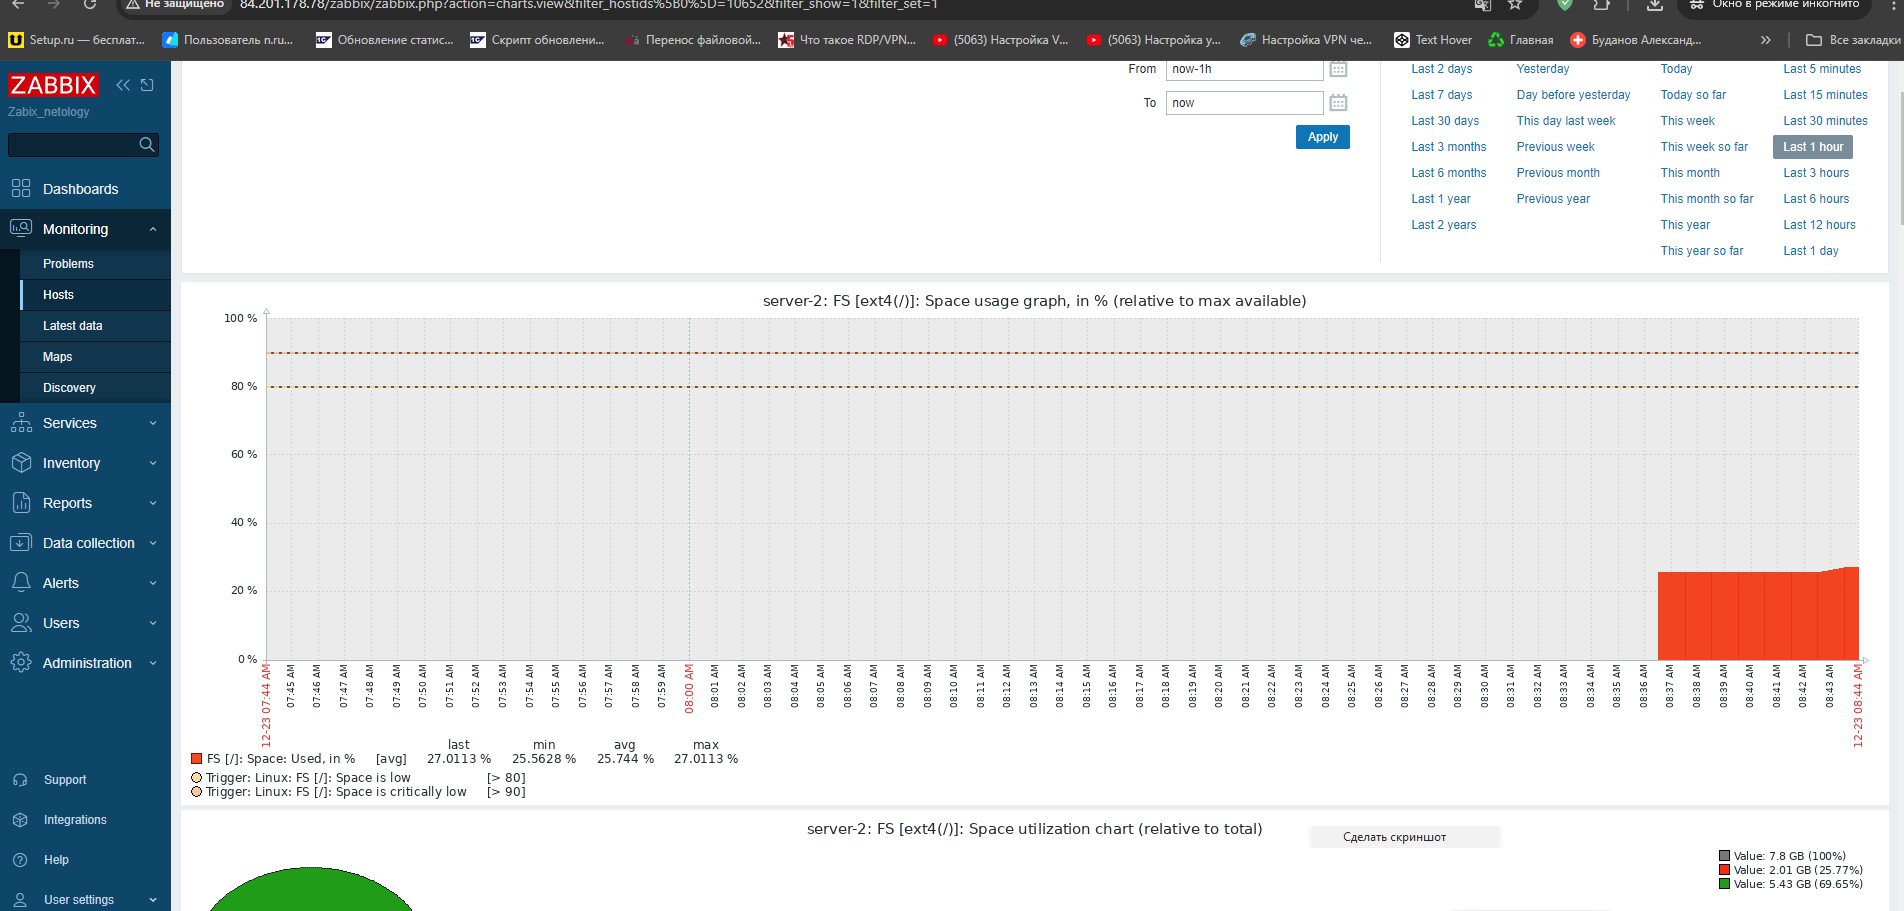 Не защищено
84.201.178.78/zabbix/zabbix.php?action=charts.view&filter_hostids%5B0%5D=10652&filter_show=1&filter_set=1
Окно в режиме инкогнито
Setup.ru — бесплат...
Пользователь n.ru...
Обновление статис...
Скрипт обновлени...
Перенос файловой...
Что такое RDP/VPN...
(5063) Настройка V...
(5063) Настройка у...
Настройка VPN че...
Text Hover
Главная
Буданов Александ...
»
Все закладки
ZABBIX
Zabix_netology
Dashboards
Monitoring
Problems
Hosts
Latest data
Maps
Discovery
Services
Inventory
Reports
Data collection
Alerts
Users
Administration
Support
Integrations
Help
User settings
From now-1h
To now
Apply
Last 2 days Yesterday Today Last 5 minutes
Last 7 days Day before yesterday Today so far Last 15 minutes
Last 30 days This day last week This week Last 30 minutes
Last 3 months Previous week This week so far Last 1 hour
Last 6 months Previous month This month Last 3 hours
Last 1 year Previous year This month so far Last 6 hours
Last 2 years This year Last 12 hours
This year so far Last 1 day
server-2: FS [ext4(/)]: Space usage graph, in % (relative to max available)
100 %
80 %
60 %
40 %
20 %
0 %
12-23 07:44 AM
07:45 AM
07:46 AM
07:47 AM
07:48 AM
07:49 AM
07:50 AM
07:51 AM
07:52 AM
07:53 AM
07:54 AM
07:55 AM
07:56 AM
07:57 AM
07:58 AM
07:59 AM
08:00 AM
08:01 AM
08:02 AM
08:03 AM
08:04 AM
08:05 AM
08:06 AM
08:07 AM
08:08 AM
08:09 AM
08:10 AM
08:11 AM
08:12 AM
08:13 AM
08:14 AM
08:15 AM
08:16 AM
08:17 AM
08:18 AM
08:19 AM
08:20 AM
08:21 AM
08:22 AM
08:23 AM
08:24 AM
08:25 AM
08:26 AM
08:27 AM
08:28 AM
08:29 AM
08:30 AM
08:31 AM
08:32 AM
08:33 AM
08:34 AM
08:35 AM
08:36 AM
08:37 AM
08:38 AM
08:39 AM
08:40 AM
08:41 AM
08:42 AM
08:43 AM
12-23 08:44 AM
last min avg max
FS [/]: Space: Used, in % [avg] 27.0113 % 25.5628 % 25.744 % 27.0113 %
Trigger: Linux: FS [/]: Space is low [> 80]
Trigger: Linux: FS [/]: Space is critically low [> 90]
server-2: FS [ext4(/)]: Space utilization chart (relative to total)
Сделать скриншот
Value: 7.8 GB (100%)
Value: 2.01 GB (25.77%)
Value: 5.43 GB (69.65%)